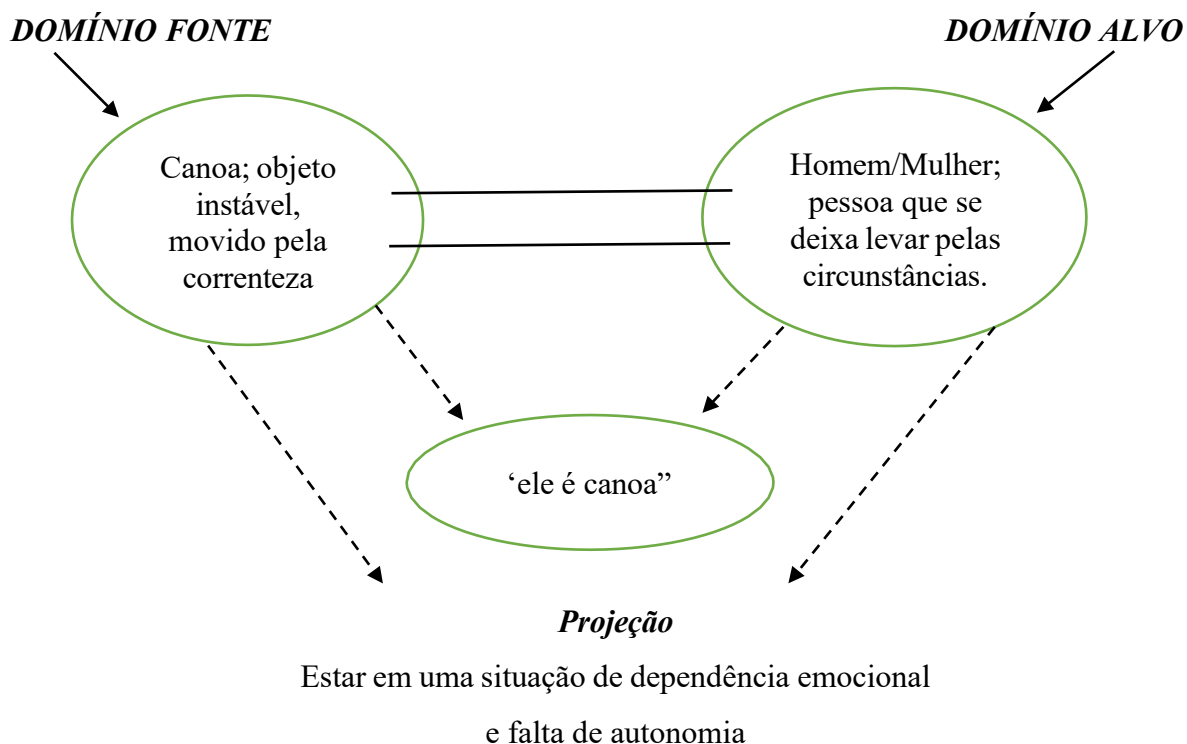 DOMÍNIO FONTE
DOMÍNIO ALVO
Canoa; objeto
instável,
movido pela
correnteza
Homem/Mulher;
pessoa que se
deixa levar pelas
circunstâncias.
‘ele é canoa”
Projeção
Estar em uma situação de dependência emocional
e falta de autonomia